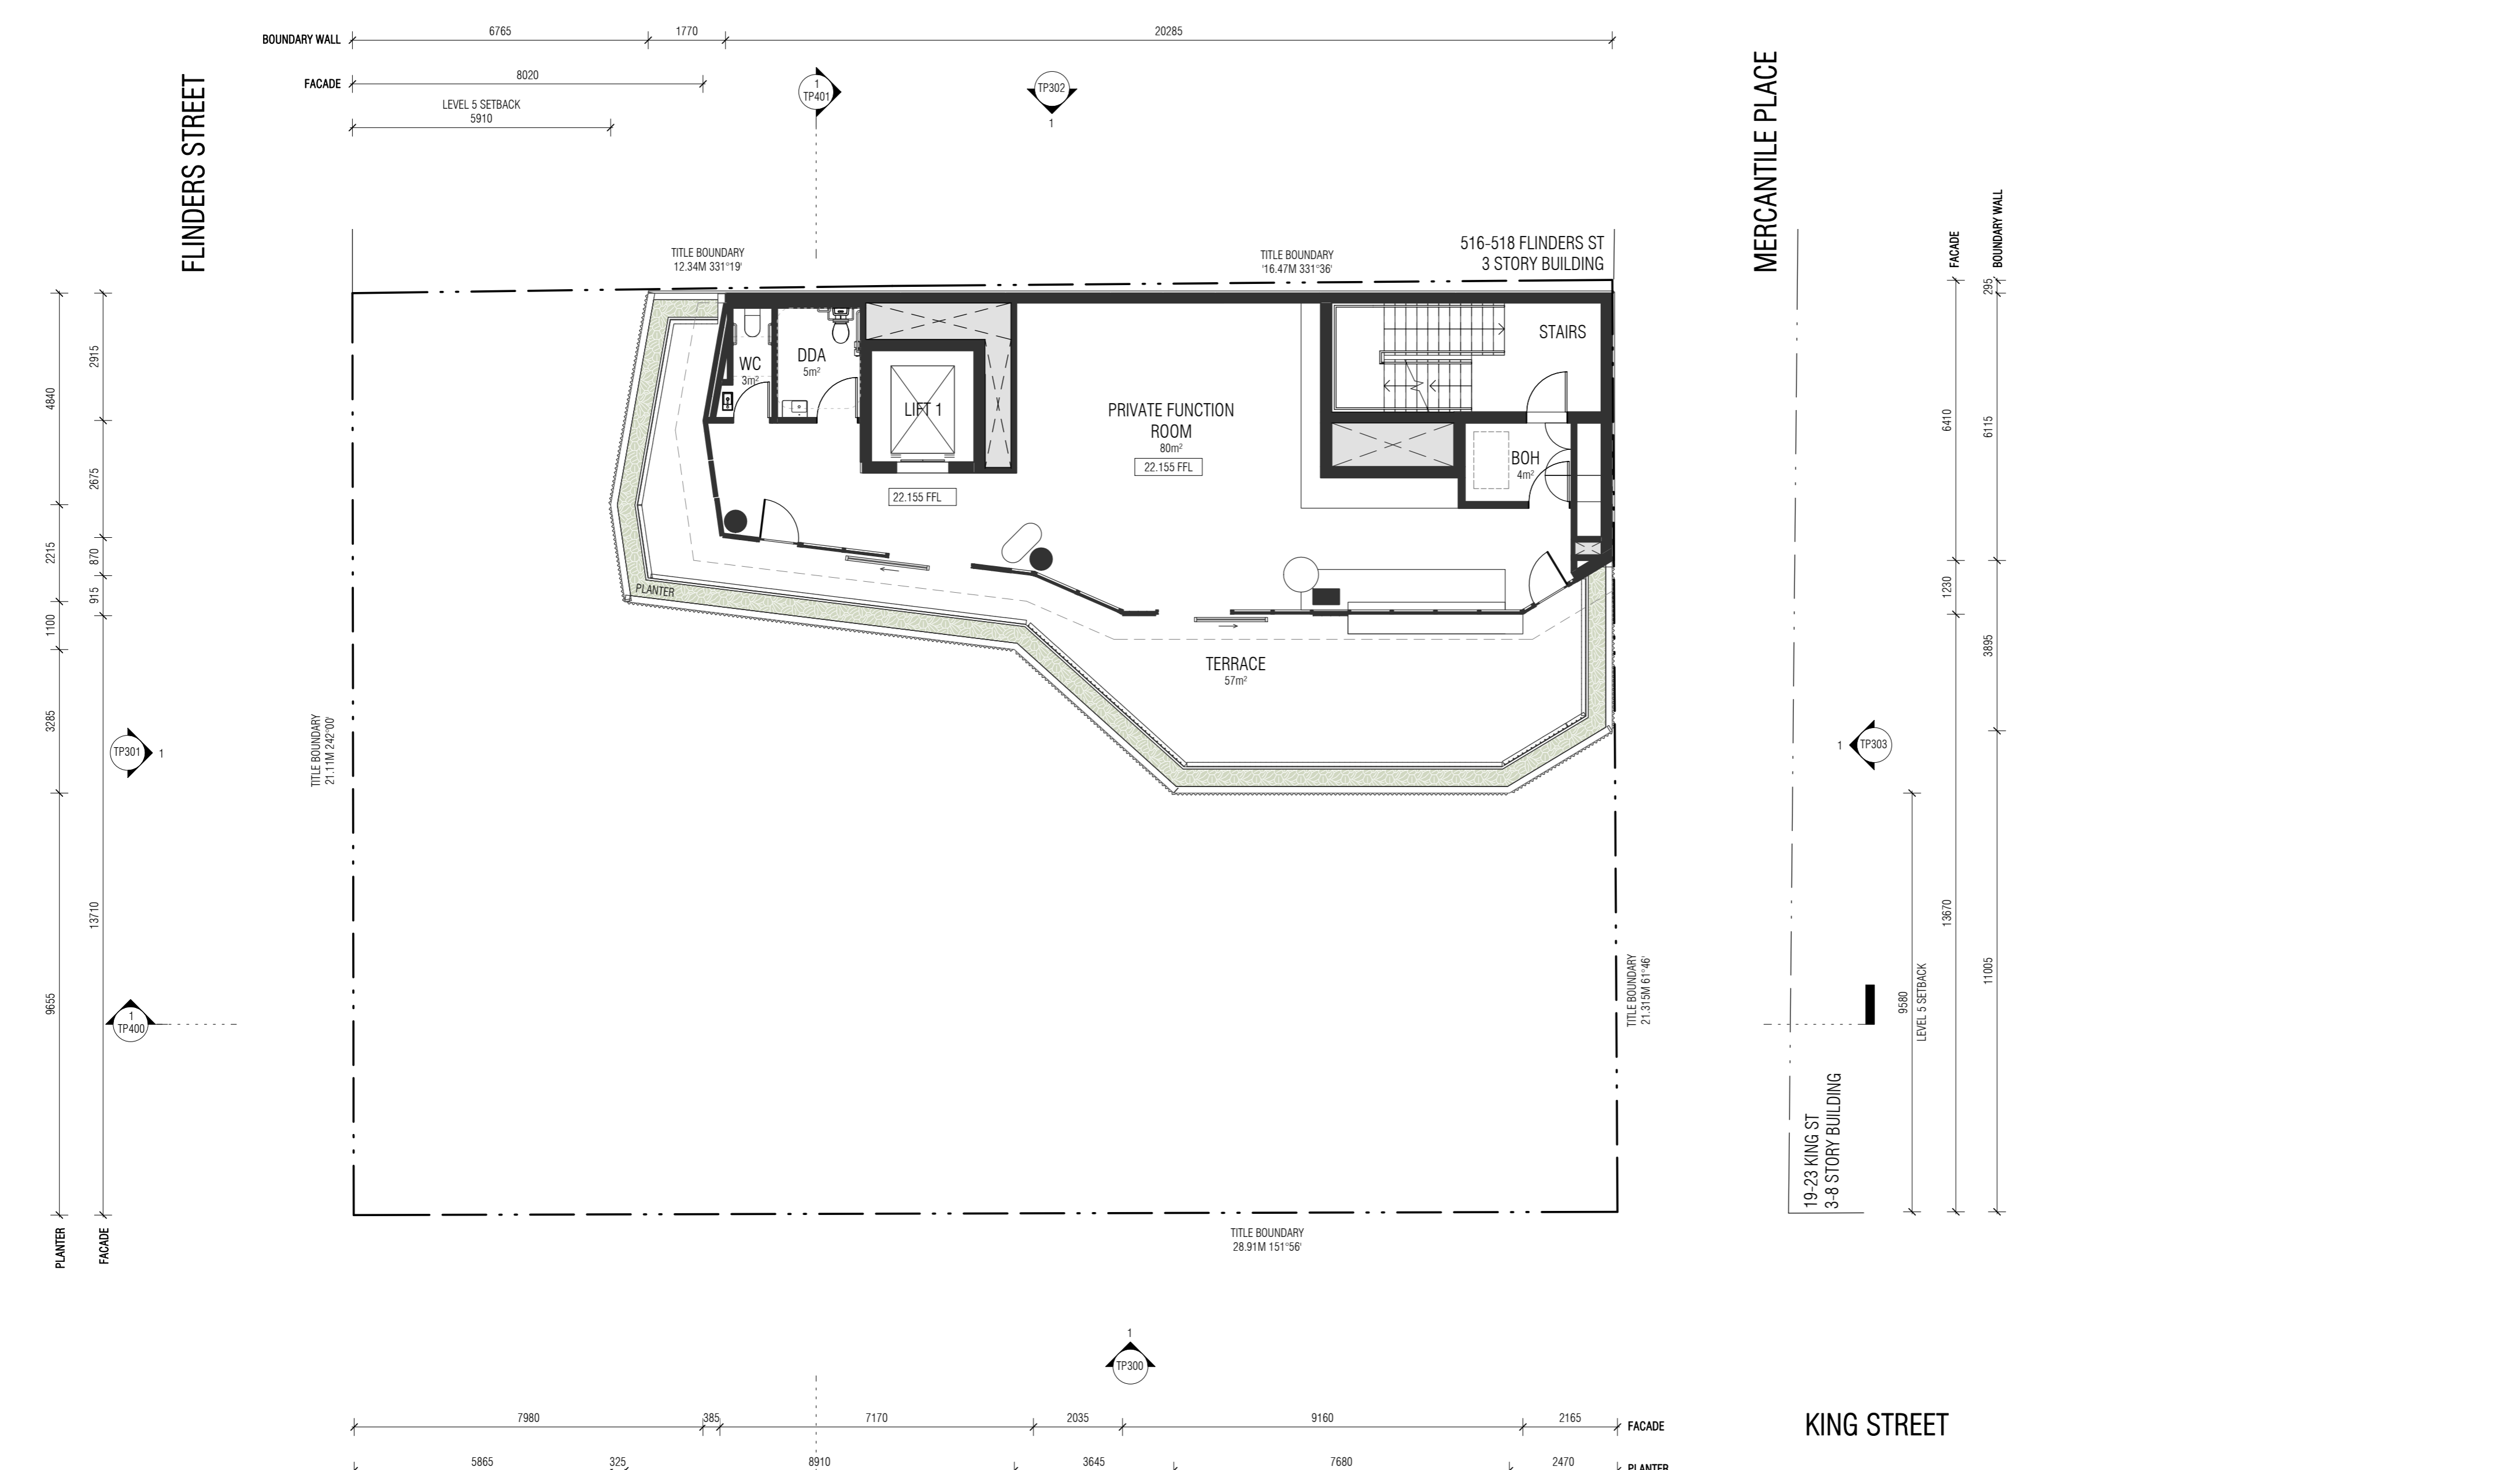 6765
1770
20285
BOUNDARY WALL
8020
FACADE
LEVEL 5 SETBACK
5910
1
TP401
TP302
1
FLINDERS STREET
MERCANTILE PLACE
TITLE BOUNDARY
12.34M 331°19'
TITLE BOUNDARY
'16.47M 331°36'
516-518 FLINDERS ST
3 STORY BUILDING
FACADE
BOUNDARY WALL
295
2915
4840
2675
2215
870
915
1100
3285
13710
9655
PLANTER
FACADE
WC
3m²
DDA
5m²
LIFT 1
PRIVATE FUNCTION
ROOM
80m²
22.155 FFL
22.155 FFL
STAIRS
BOH
4m²
PLANTER
TERRACE
57m²
6410
6115
1230
3895
13670
11005
9580
LEVEL 5 SETBACK
TITLE BOUNDARY
21.11M 242°00'
TP301
1
1
TP400
1
TP303
TITLE BOUNDARY
21.315M 61°46'
19-23 KING ST
3-8 STORY BUILDING
TITLE BOUNDARY
28.91M 151°56'
1
TP300
KING STREET
7980
385
7170
2035
9160
2165
FACADE
5865
325
8910
3645
7680
2470
PLANTER